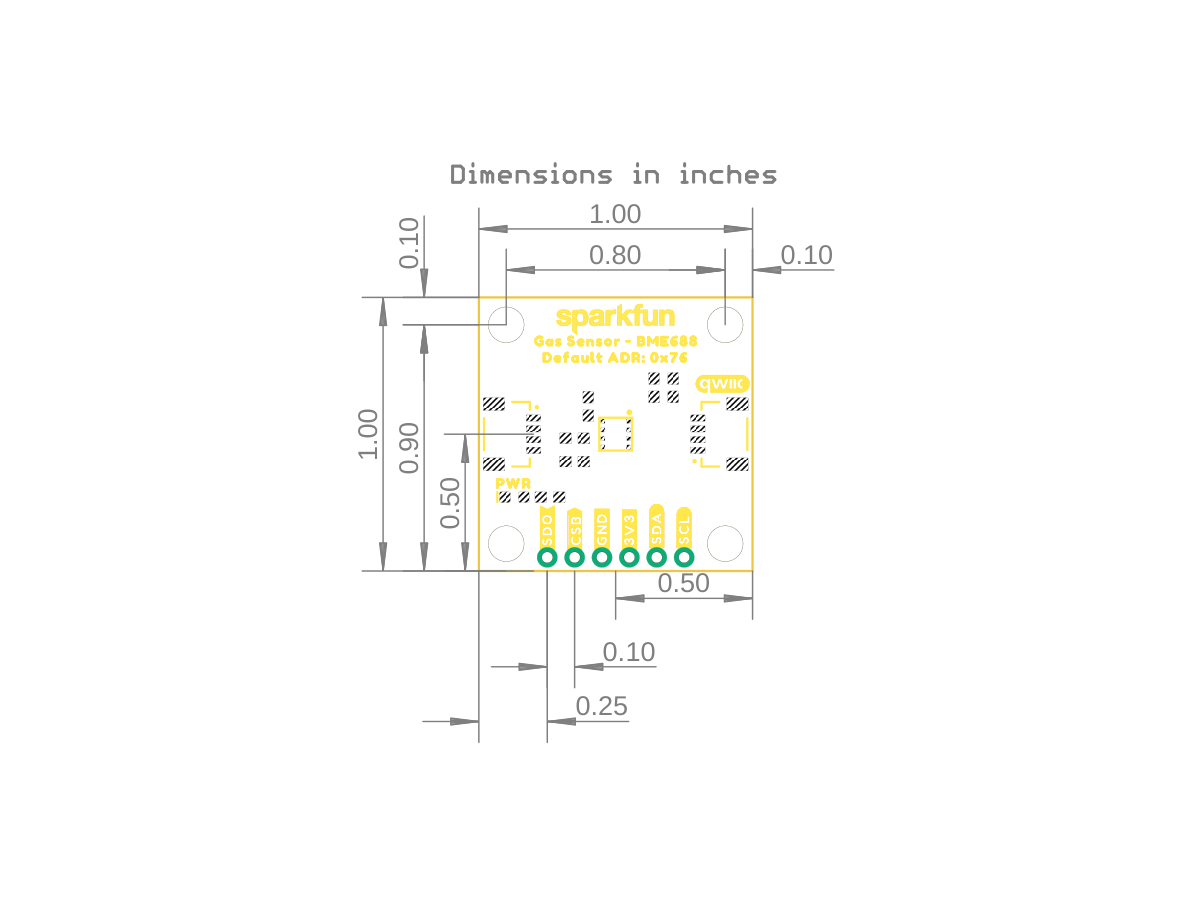 Dimensions in inches
1.00
0.10
0.80
0.10
sparkfun
Gas Sensor - BME688
Default ADR: 0x76
qwiic
1.00
0.90
0.50
PWR
SDO
CSB
GND
3V3
SDA
SCL
0.50
0.10
0.25